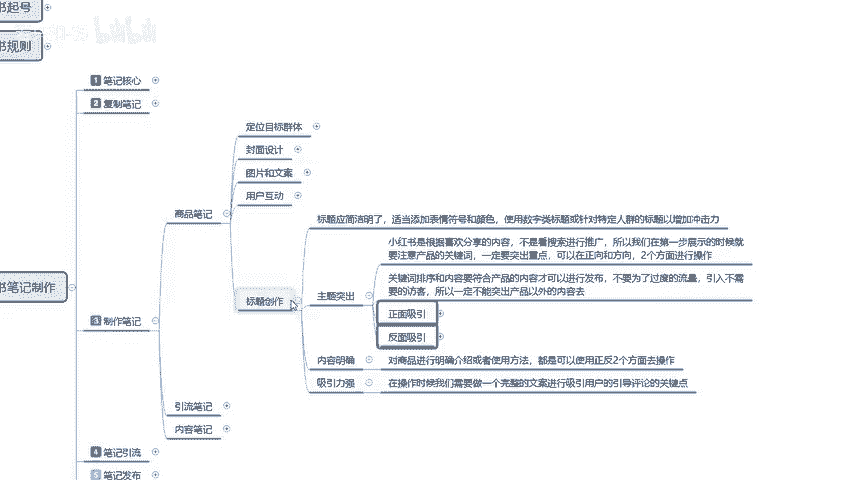 书起号
bilibili
书规则
1 笔记核心
2 复制笔记
定位目标群体
封面设计
图片和文案
用户互动
商品笔记
标题应简洁明了，适当添加表情符号和颜色，使用数字类标题或针对特定人群的标题以增加冲击力
小红书是根据喜欢分享的内容，不是看搜索进行推广，所以我们在第一步展示的时候就
要注意产品的关键词，一定要突出重点，可以在正向和方向，2个方面进行操作
关键词排序和内容要符合产品的内容才可以进行发布，不要为了过度的流量，引入不需
要的访客，所以一定不能突出产品以外的内容去
书笔记制作
标题创作
主题突出
正面吸引
3 制作笔记
反面吸引
内容明确
对商品进行明确介绍或者使用方法，都是可以使用正反2个方面去操作
吸引力强
在操作时候我们需要做一个完整的文案进行吸引用户的引导评论的关键点
引流笔记
内容笔记
4 笔记引流
5 笔记发布